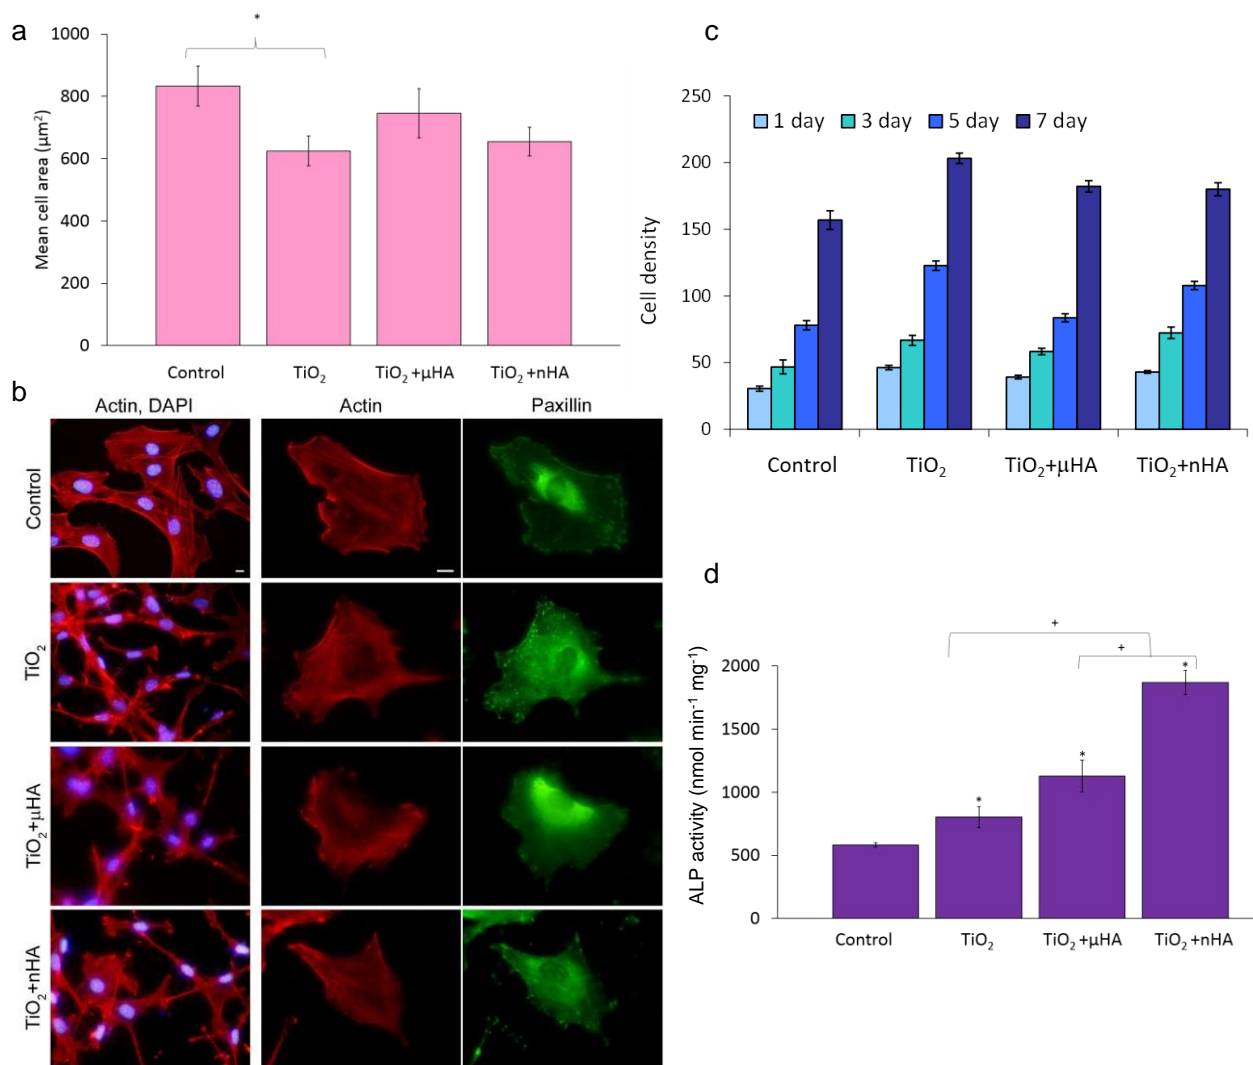 a
*
1000
800
600
400
200
0
Mean cell area (µm²)
Control TiO₂ TiO₂+µHA TiO₂+nHA
b
Actin, DAPI Actin Paxillin
Control
TiO₂
TiO₂+µHA
TiO₂+nHA
c
250
200
150
100
50
0
Cell density
1 day 3 day 5 day 7 day
Control TiO₂ TiO₂+µHA TiO₂+nHA
d
+
+
*
*
*
2000
1500
1000
500
0
ALP activity (nmol min⁻¹ mg⁻¹)
Control TiO₂ TiO₂+µHA TiO₂+nHA